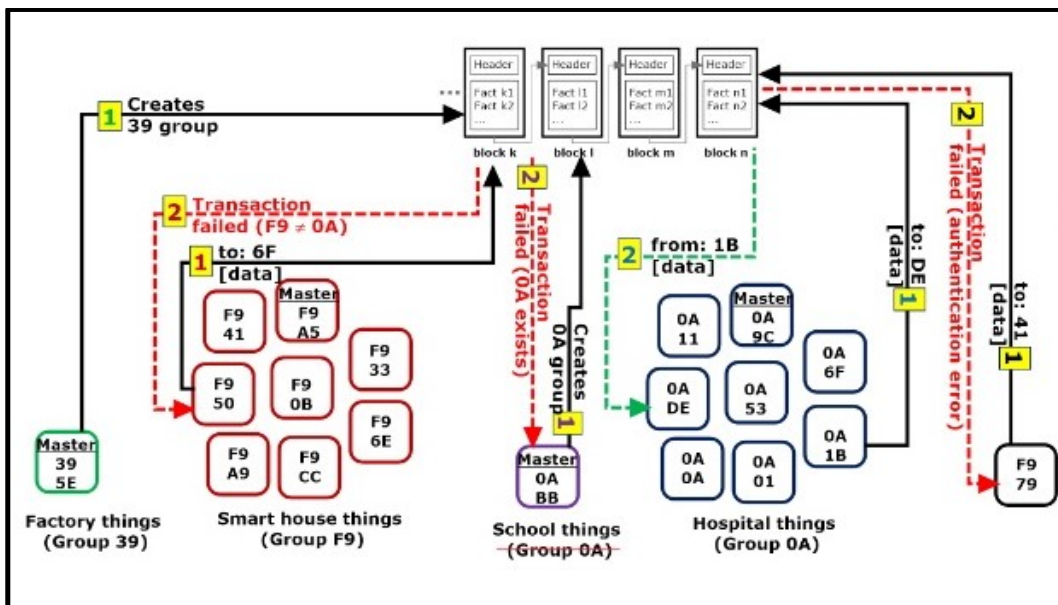 Header
Fact k1
Fact k2
...
block k
Header
Fact l1
Fact l2
...
block l
Header
Fact m1
Fact m2
...
block m
Header
Fact n1
Fact n2
...
block n
1
Creates
39 group
2
Transaction
failed (F9 ≠ 0A)
1
to: 6F
[data]
2
Transaction
failed (0A exists)
1
Creates
0A group
2
from: 1B
[data]
1
to: DE
[data]
2
Transaction
failed (authentication error)
1
to: 41
[data]
Master
39
5E
Factory things
(Group 39)
F9
41
Master
F9
A5
F9
33
F9
50
F9
0B
F9
6E
F9
A9
F9
CC
Smart house things
(Group F9)
Master
0A
BB
School things
(Group 0A)
0A
11
Master
0A
9C
0A
6F
0A
DE
0A
53
0A
1B
0A
0A
0A
01
Hospital things
(Group 0A)
F9
79